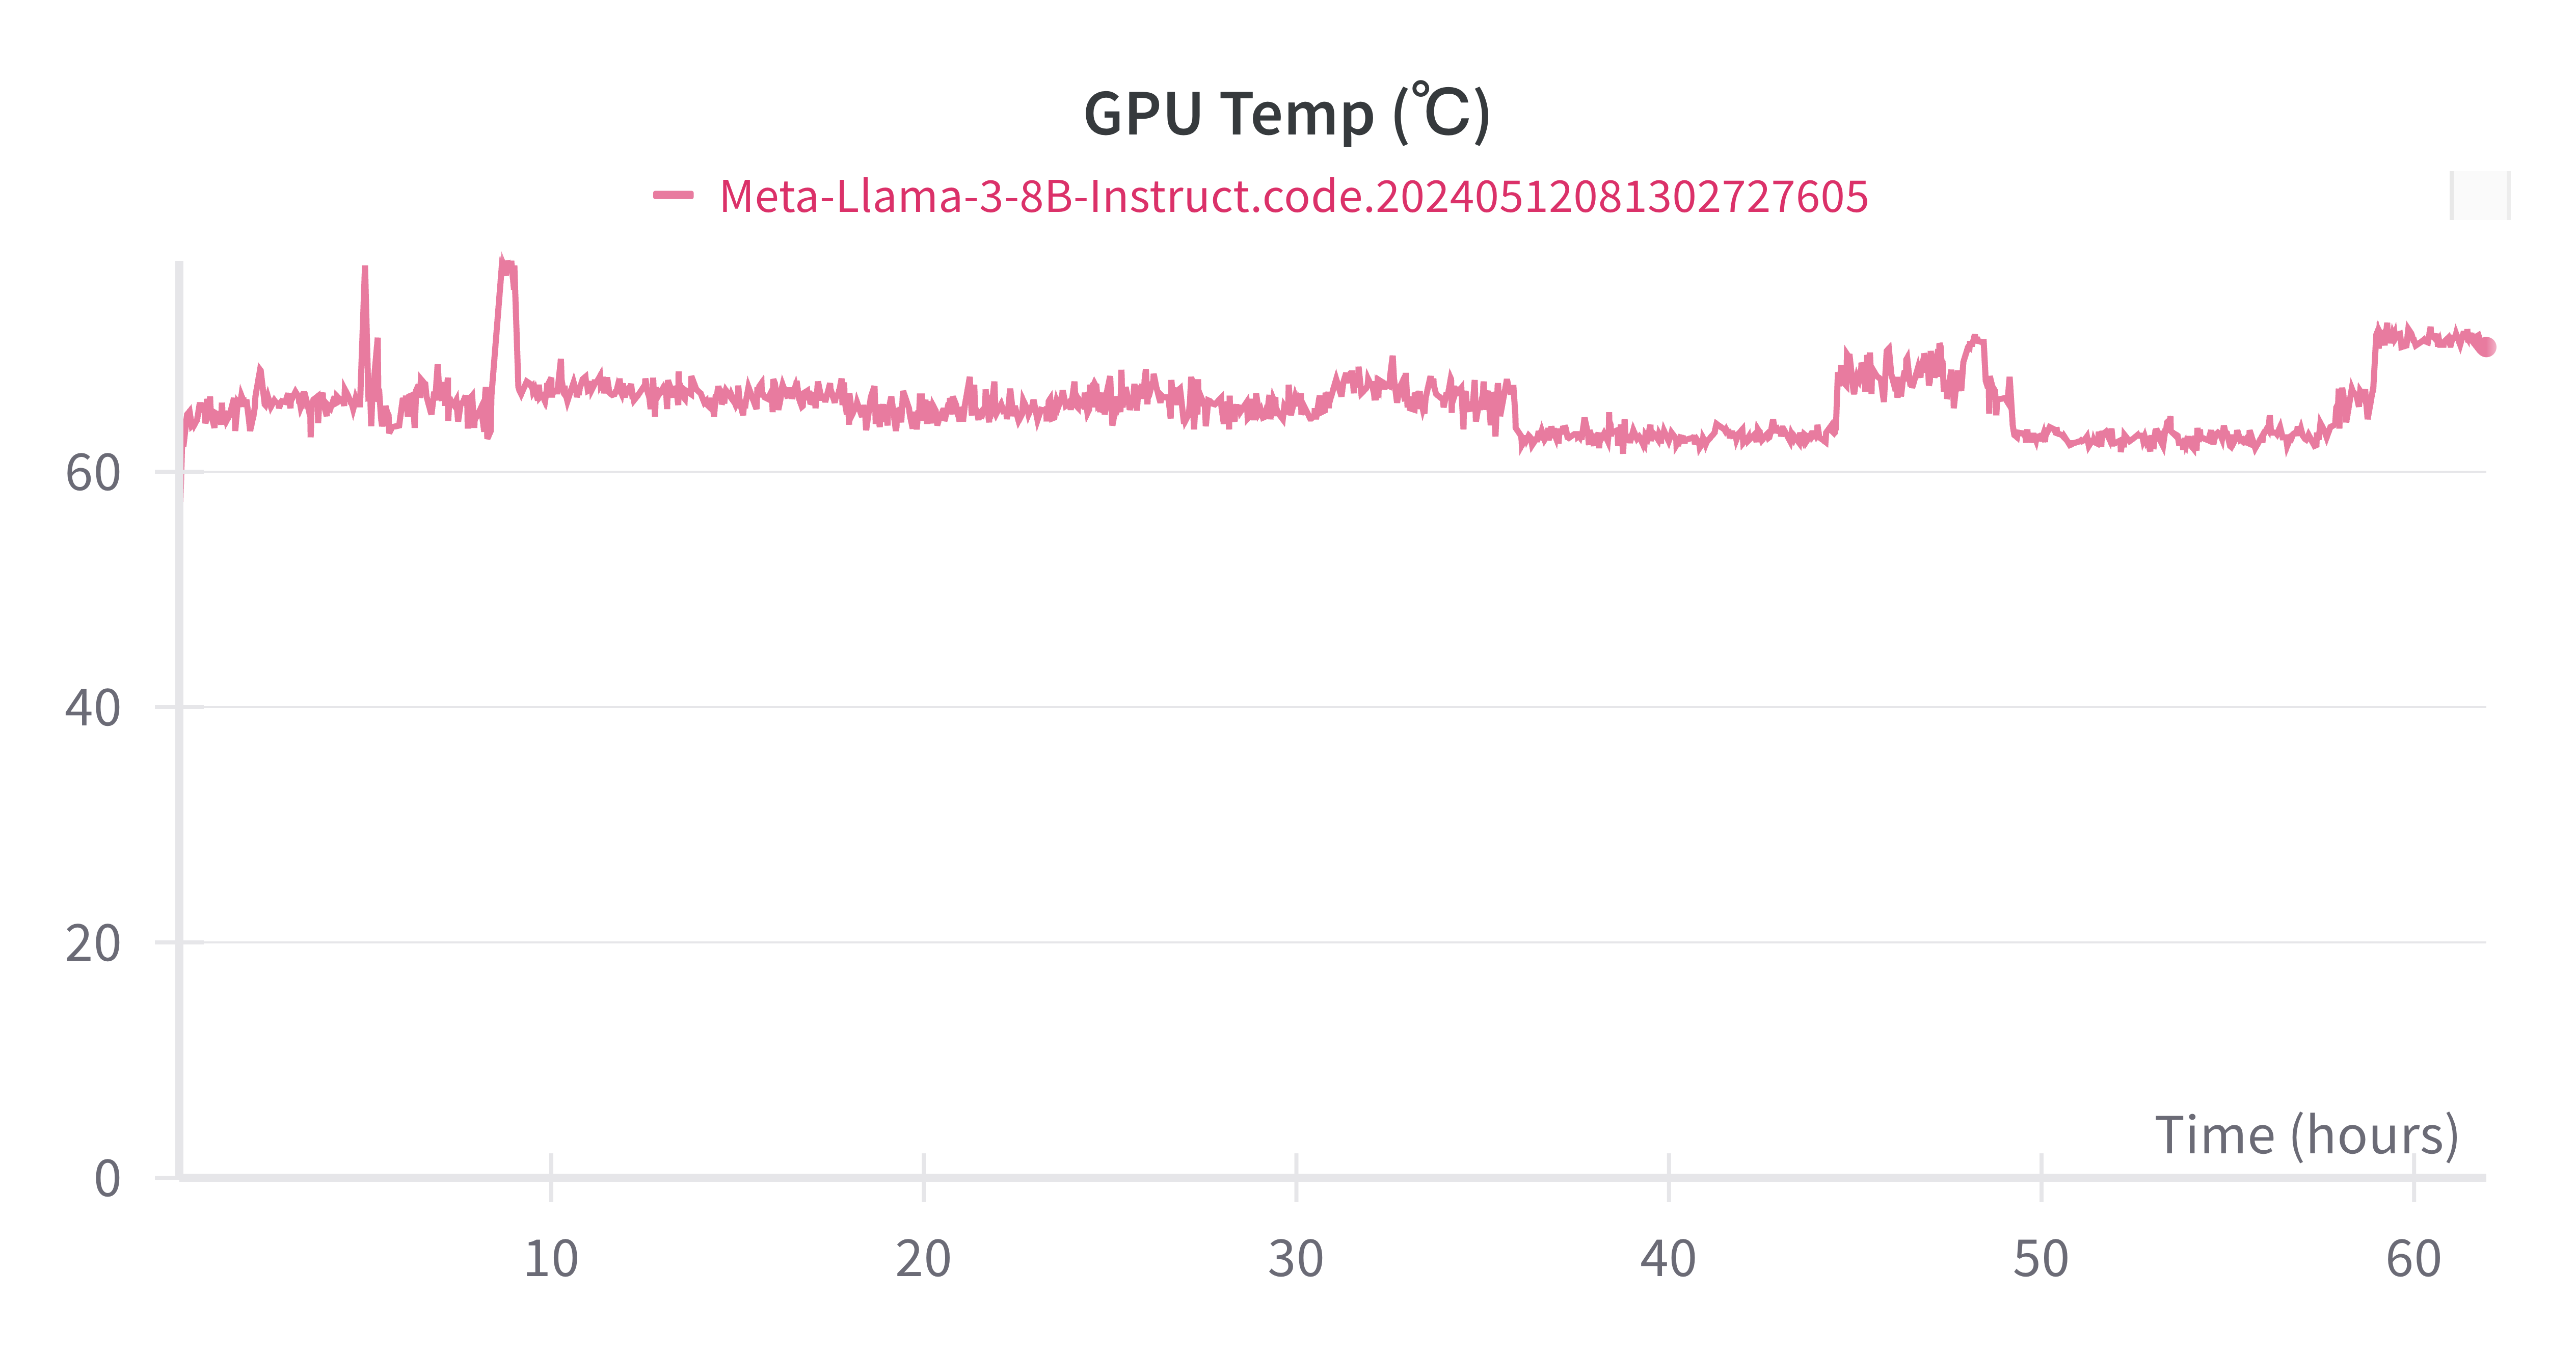 GPU Temp (℃)
Meta-Llama-3-8B-Instruct.code.20240512081302727605
60
40
20
0
Time (hours)
10 20 30 40 50 60